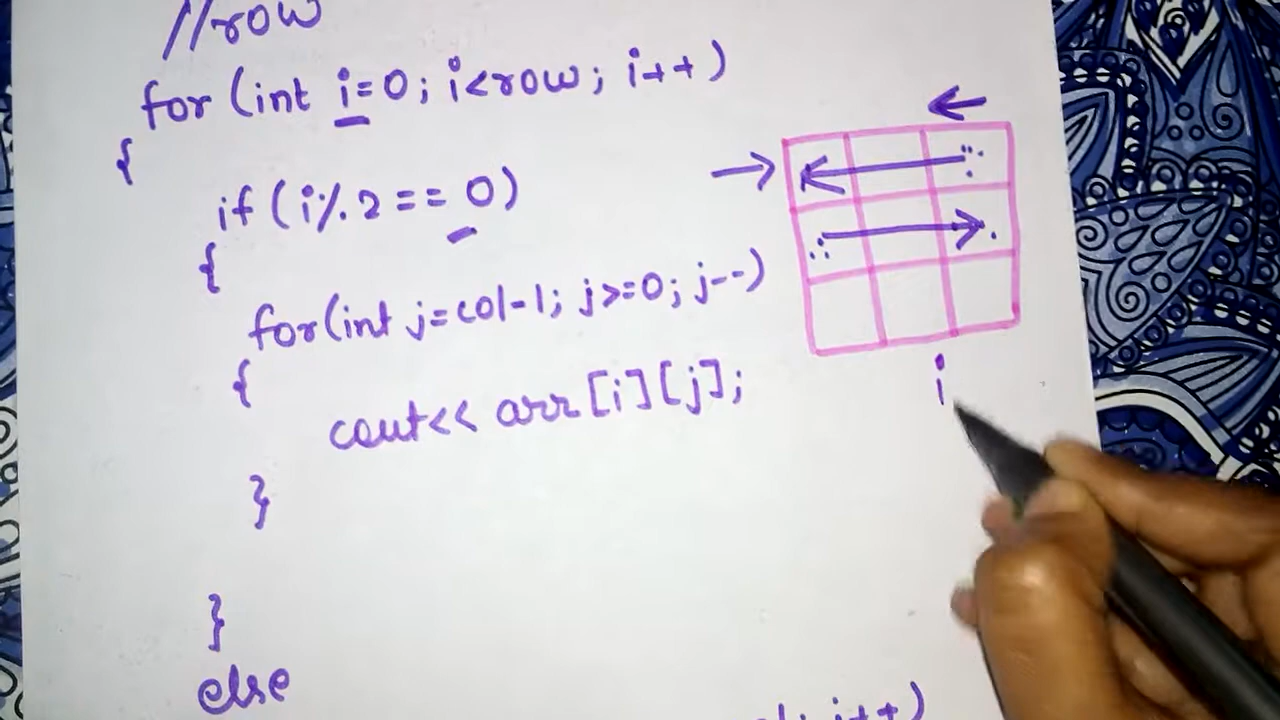 //row
for (int i=0; i<row; i++)
{
if (i%2 == 0)
{
for(int j=col-1; j>=0; j--)
{
cout<< arr[i][j];
}
}
else
i++)
i